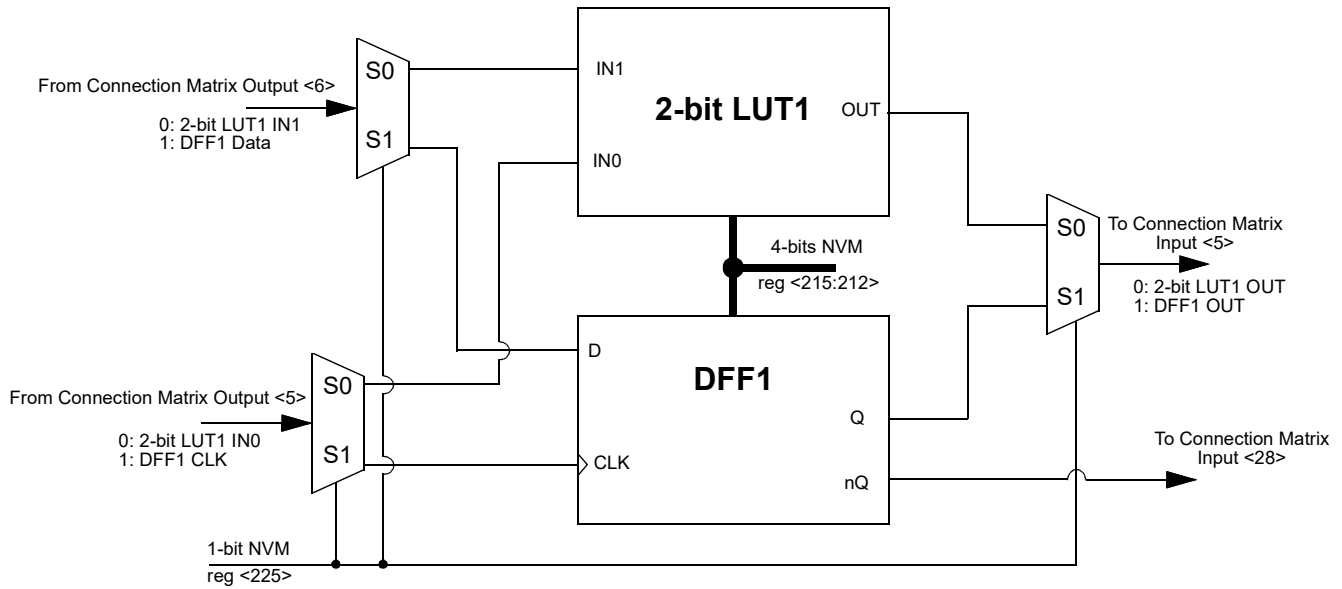 From Connection Matrix Output <6>
0: 2-bit LUT1 IN1
1: DFF1 Data
S0
S1
IN1
IN0
2-bit LUT1
OUT
4-bits NVM
reg <215:212>
S0
S1
To Connection Matrix
Input <5>
0: 2-bit LUT1 OUT
1: DFF1 OUT
From Connection Matrix Output <5>
0: 2-bit LUT1 IN0
1: DFF1 CLK
S0
S1
D
CLK
DFF1
Q
nQ
To Connection Matrix
Input <28>
1-bit NVM
reg <225>